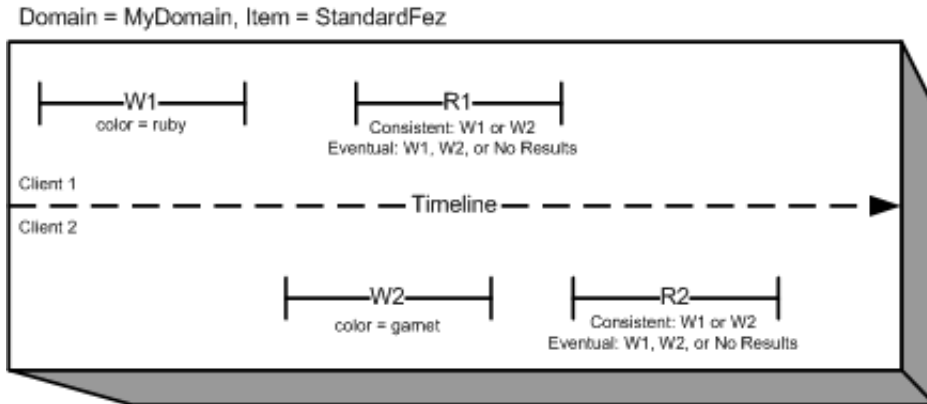 Domain = MyDomain, Item = StandardFez
W1
color = ruby
R1
Consistent: W1 or W2
Eventual: W1, W2, or No Results
Client 1
Timeline
Client 2
W2
color = garnet
R2
Consistent: W1 or W2
Eventual: W1, W2, or No Results